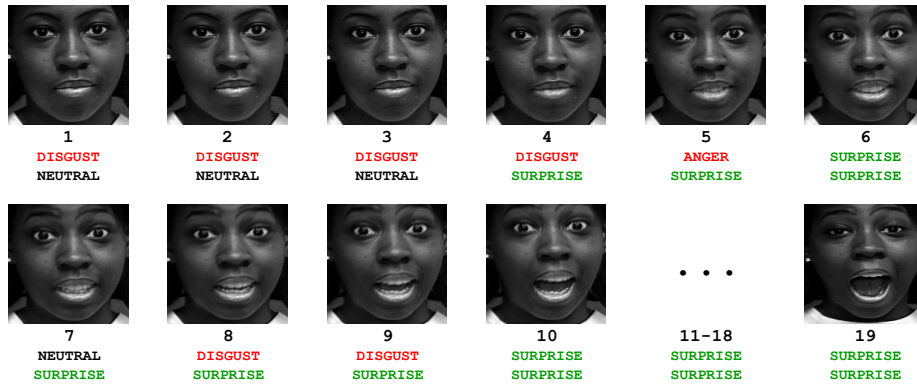 1 2 3 4 5 6
DISGUST DISGUST DISGUST DISGUST ANGER SURPRISE
NEUTRAL NEUTRAL NEUTRAL SURPRISE SURPRISE SURPRISE
. . .
7 8 9 10 11-18 19
NEUTRAL DISGUST DISGUST SURPRISE SURPRISE SURPRISE
SURPRISE SURPRISE SURPRISE SURPRISE SURPRISE SURPRISE